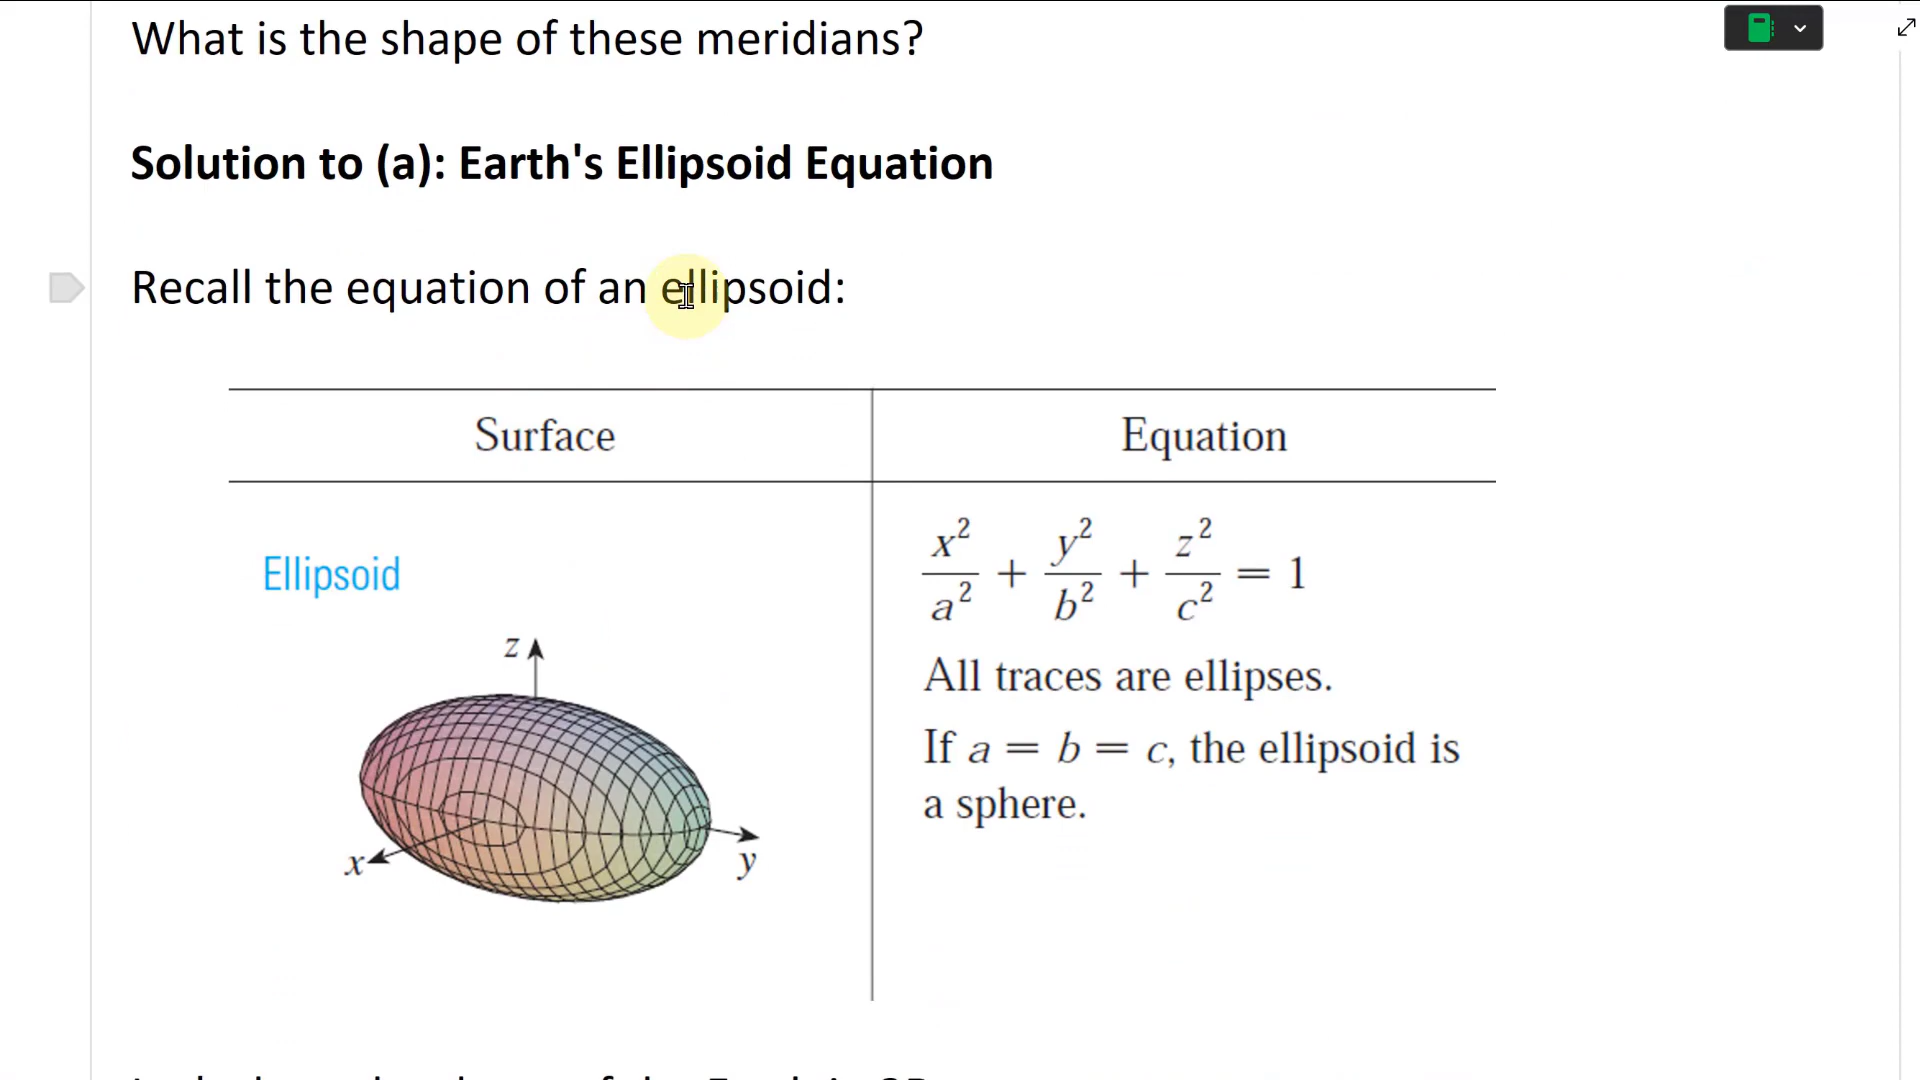 What is the shape of these meridians?
Solution to (a): Earth's Ellipsoid Equation
Recall the equation of an ellipsoid:
Surface
Equation
Ellipsoid
z
x
y
x²/a² + y²/b² + z²/c² = 1
All traces are ellipses.
If a = b = c, the ellipsoid is
a sphere.